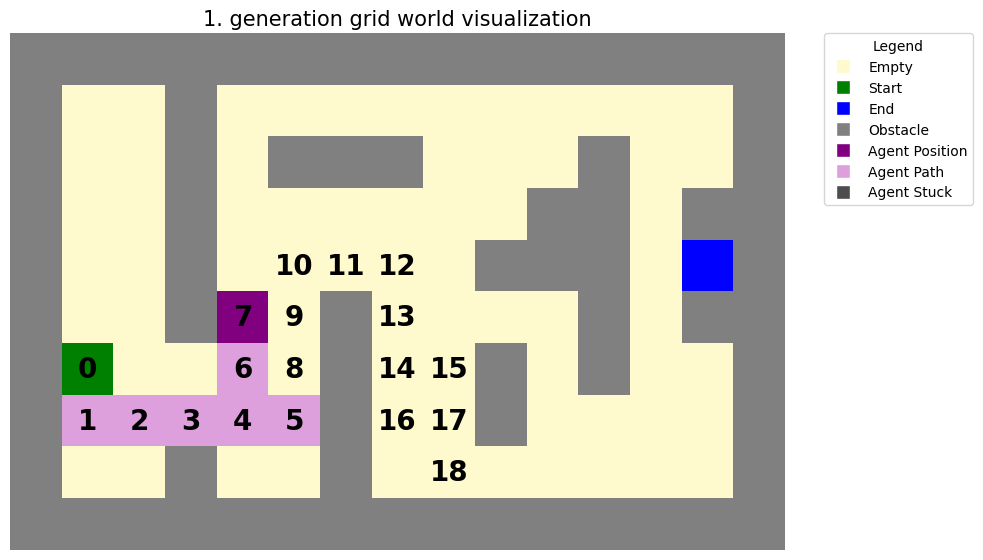 1. generation grid world visualization
Legend
Empty
Start
End
Obstacle
Agent Position
Agent Path
Agent Stuck
10 11 12
7 9 13
0 6 8 14 15
1 2 3 4 5 16 17
18